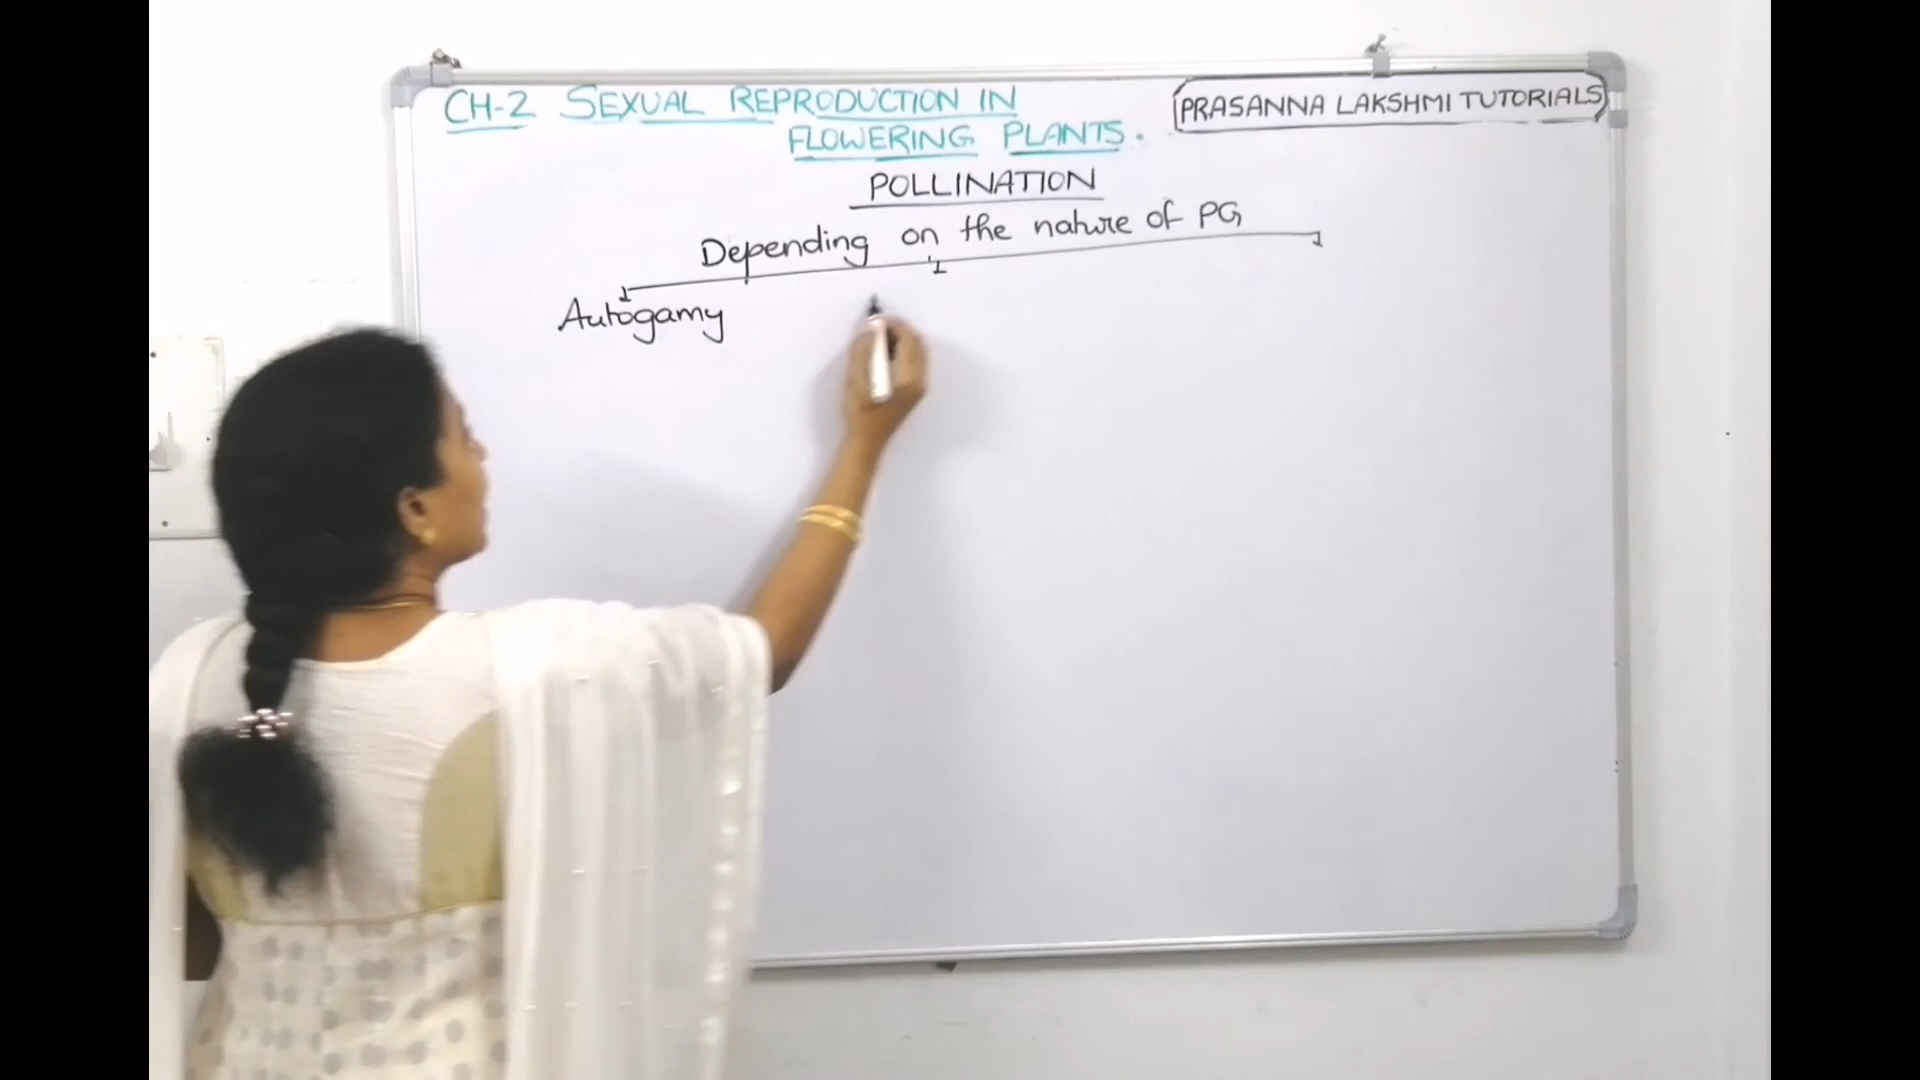 CH-2 SEXUAL REPRODUCTION IN
FLOWERING PLANTS.
PRASANNA LAKSHMI TUTORIALS
POLLINATION
Depending on the nature of PG
Autogamy